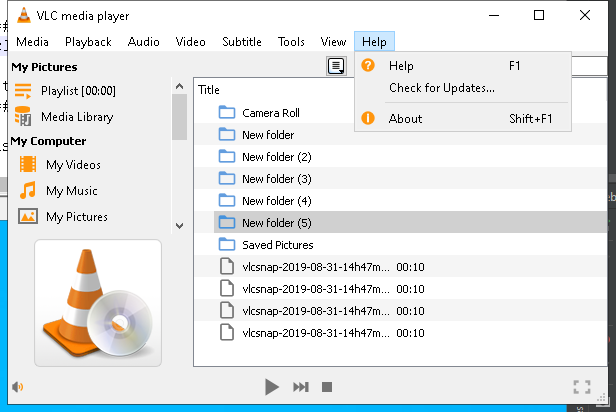 VLC media player
Media Playback Audio Video Subtitle Tools View Help
My Pictures
Playlist [00:00]
Media Library
My Computer
My Videos
My Music
My Pictures
Title
Camera Roll
New folder
New folder (2)
New folder (3)
New folder (4)
New folder (5)
Saved Pictures
vlcsnap-2019-08-31-14h47m... 00:10
vlcsnap-2019-08-31-14h47m... 00:10
vlcsnap-2019-08-31-14h47m... 00:10
vlcsnap-2019-08-31-14h47m... 00:10
Help F1
Check for Updates...
About Shift+F1